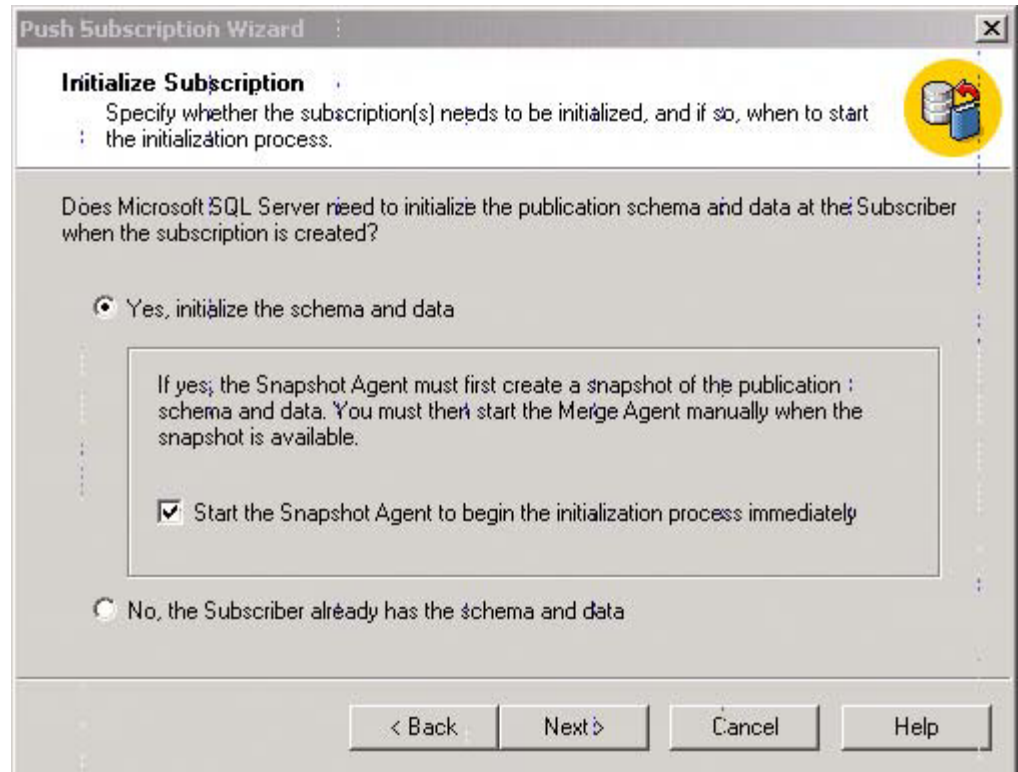 Push Subscription Wizard
Initialize Subscription
Specify whether the subscription(s) needs to be initialized, and if so, when to start
the initialization process.
Does Microsoft SQL Server need to initialize the publication schema and data at the Subscriber
when the subscription is created?
Yes, initialize the schema and data
If yes, the Snapshot Agent must first create a snapshot of the publication
schema and data. You must then start the Merge Agent manually when the
snapshot is available.
Start the Snapshot Agent to begin the initialization process immediately
No, the Subscriber already has the schema and data
< Back
Next >
Cancel
Help